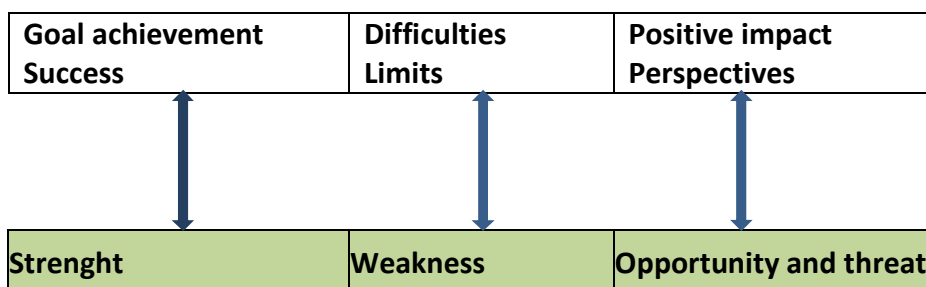 Goal achievement
Success
Difficulties
Limits
Positive impact
Perspectives
Strenght
Weakness
Opportunity and threat